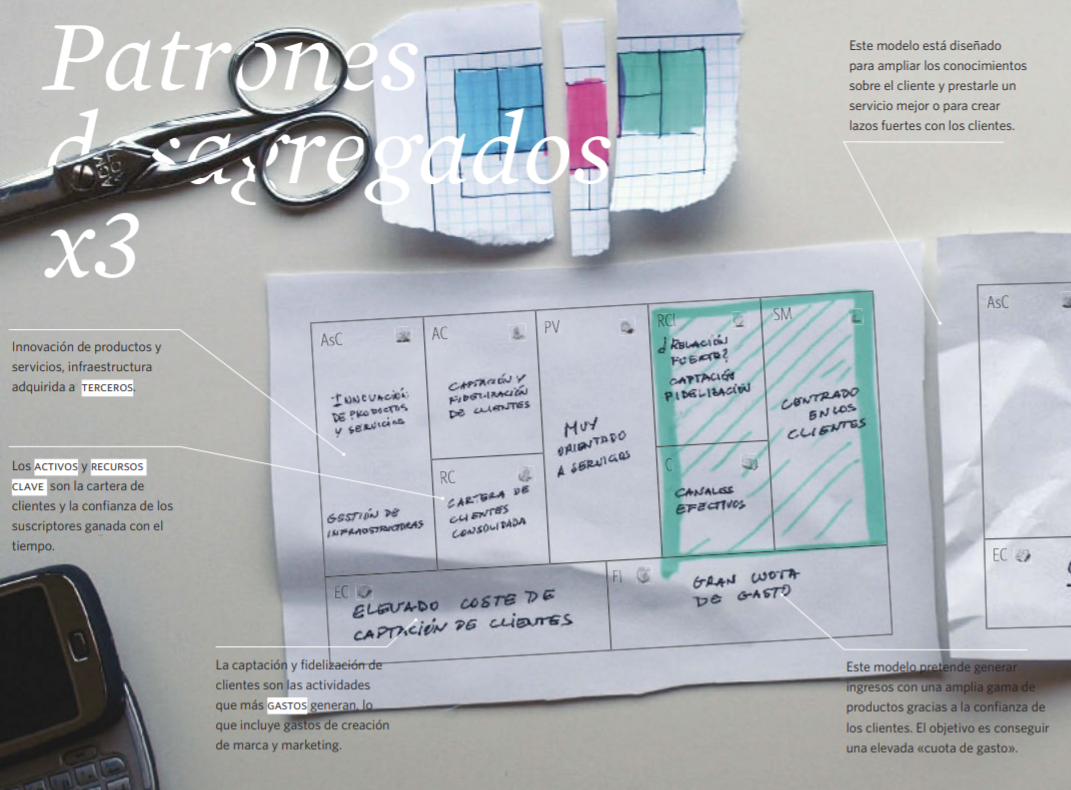 Patrones
desagregados
x3
Este modelo está diseñado
para ampliar los conocimientos
sobre el cliente y prestarle un
servicio mejor o para crear
lazos fuertes con los clientes.
Innovación de productos y
servicios, infraestructura
adquirida a TERCEROS.
Los ACTIVOS y RECURSOS
CLAVE son la cartera de
clientes y la confianza de los
suscriptores ganada con el
tiempo.
AsC
INNOVACIÓN
DE PRODUCTOS
Y SERVICIOS
GESTIÓN DE
INFRAESTRUCTURAS
AC
CAPTACIÓN Y
FIDELIZACIÓN
DE CLIENTES
RC
CARTERA DE
CLIENTES
CONSOLIDADA
PV
MUY
ORIENTADO
A SERVICIOS
RCl
¿RELACIÓN
FUERTE?
CAPTACIÓN
FIDELIZACIÓN
C
CANALES
EFECTIVOS
SM
CENTRADO
EN LOS
CLIENTES
EC
ELEVADO COSTE DE
CAPTACIÓN DE CLIENTES
FI
GRAN CUOTA
DE GASTO
AsC
EC
La captación y fidelización de
clientes son las actividades
que más GASTOS generan, lo
que incluye gastos de creación
de marca y marketing.
Este modelo pretende generar
ingresos con una amplia gama de
productos gracias a la confianza de
los clientes. El objetivo es conseguir
una elevada «cuota de gasto».